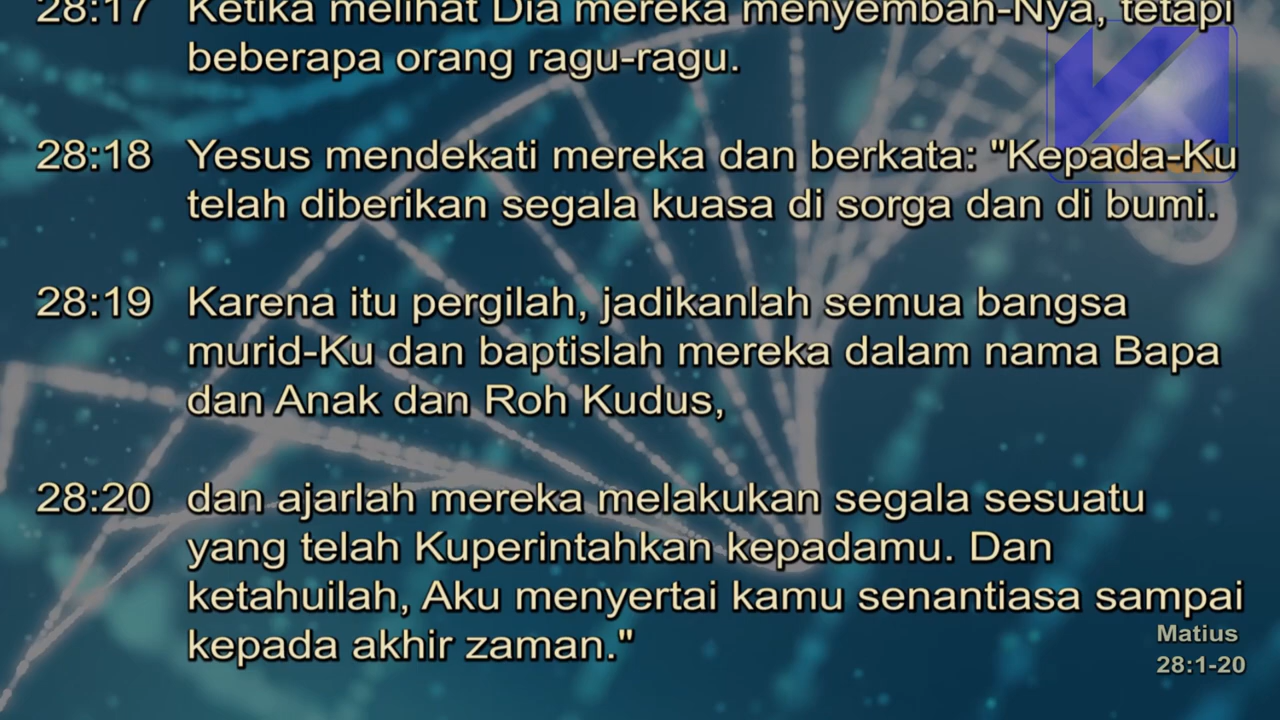 28:17 Ketika melihat Dia mereka menyembah-Nya, tetapi
beberapa orang ragu-ragu.
28:18 Yesus mendekati mereka dan berkata: "Kepada-Ku
telah diberikan segala kuasa di sorga dan di bumi.
28:19 Karena itu pergilah, jadikanlah semua bangsa
murid-Ku dan baptislah mereka dalam nama Bapa
dan Anak dan Roh Kudus,
28:20 dan ajarlah mereka melakukan segala sesuatu
yang telah Kuperintahkan kepadamu. Dan
ketahuilah, Aku menyertai kamu senantiasa sampai
kepada akhir zaman."
Matius
28:1-20